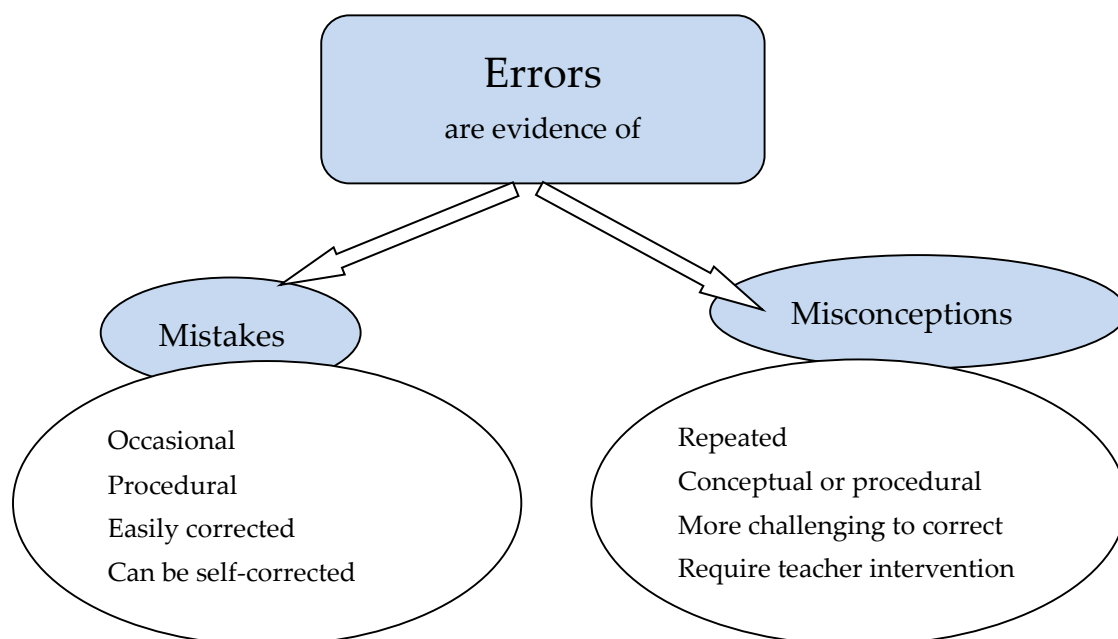 Errors
are evidence of
Mistakes
Misconceptions
Occasional
Procedural
Easily corrected
Can be self-corrected
Repeated
Conceptual or procedural
More challenging to correct
Require teacher intervention